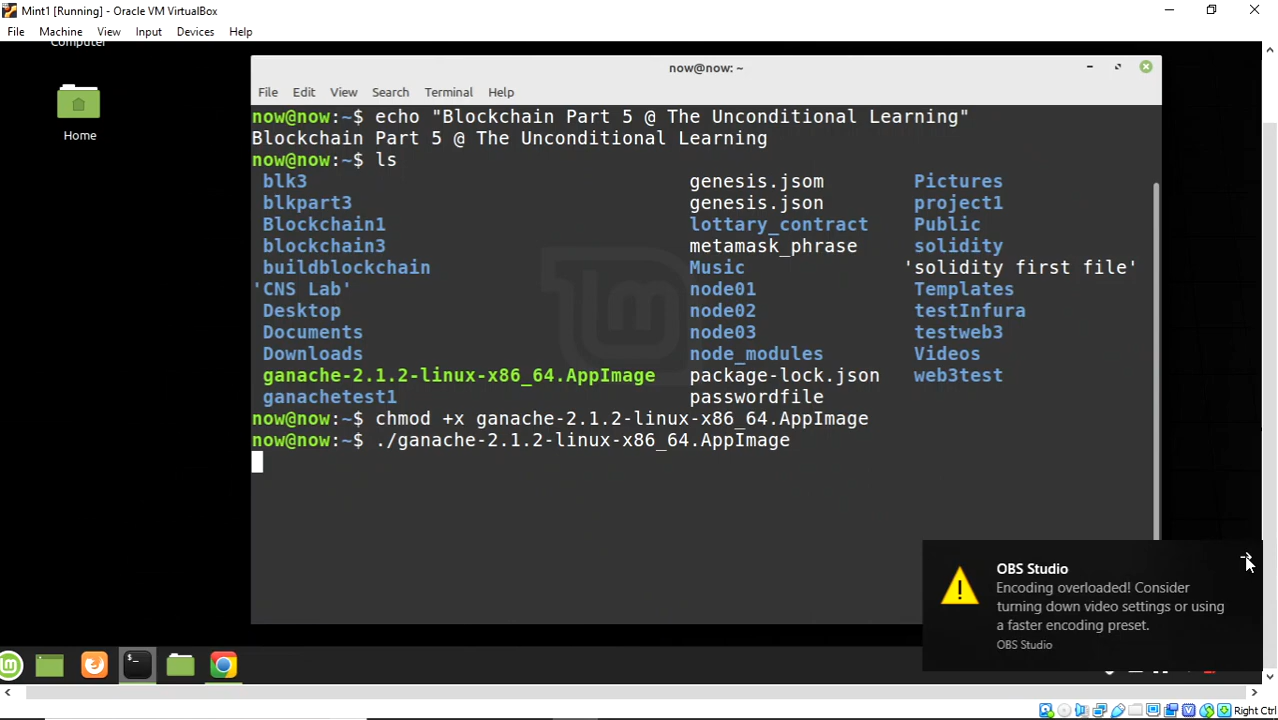 Mint1 [Running] - Oracle VM VirtualBox
File Machine View Input Devices Help
Computer
Home
now@now: ~
File Edit View Search Terminal Help
now@now:~$ echo "Blockchain Part 5 @ The Unconditional Learning"
Blockchain Part 5 @ The Unconditional Learning
now@now:~$ ls
blk3 genesis.jsom Pictures
blkpart3 genesis.json project1
Blockchain1 lottary_contract Public
blockchain3 metamask_phrase solidity
buildblockchain Music 'solidity first file'
'CNS Lab' node01 Templates
Desktop node02 testInfura
Documents node03 testweb3
Downloads node_modules Videos
ganache-2.1.2-linux-x86_64.AppImage package-lock.json web3test
ganachetest1 passwordfile
now@now:~$ chmod +x ganache-2.1.2-linux-x86_64.AppImage
now@now:~$ ./ganache-2.1.2-linux-x86_64.AppImage
OBS Studio
Encoding overloaded! Consider
turning down video settings or using
a faster encoding preset.
OBS Studio
Right Ctrl